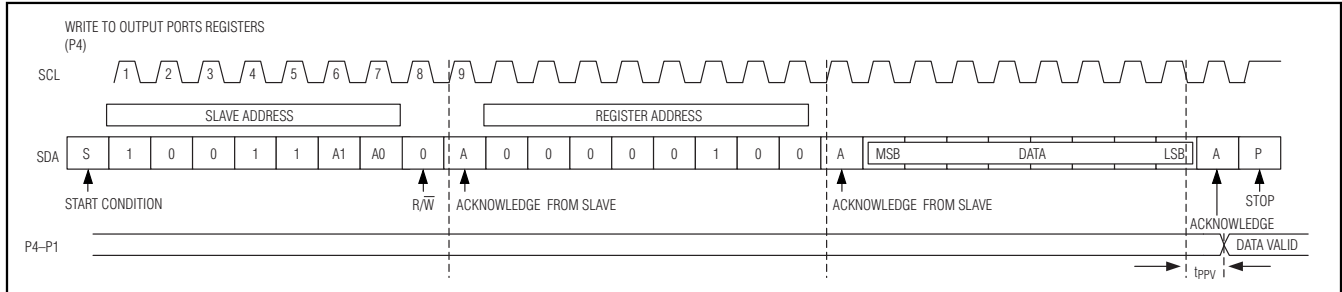 WRITE TO OUTPUT PORTS REGISTERS
(P4)
SCL 1 2 3 4 5 6 7 8 9
SLAVE ADDRESS REGISTER ADDRESS
SDA S 1 0 0 1 1 A1 A0 0 A 0 0 0 0 0 1 0 0 A MSB DATA LSB A P
START CONDITION R/W̅ ACKNOWLEDGE FROM SLAVE ACKNOWLEDGE FROM SLAVE STOP
ACKNOWLEDGE
P4–P1 DATA VALID
tPPV